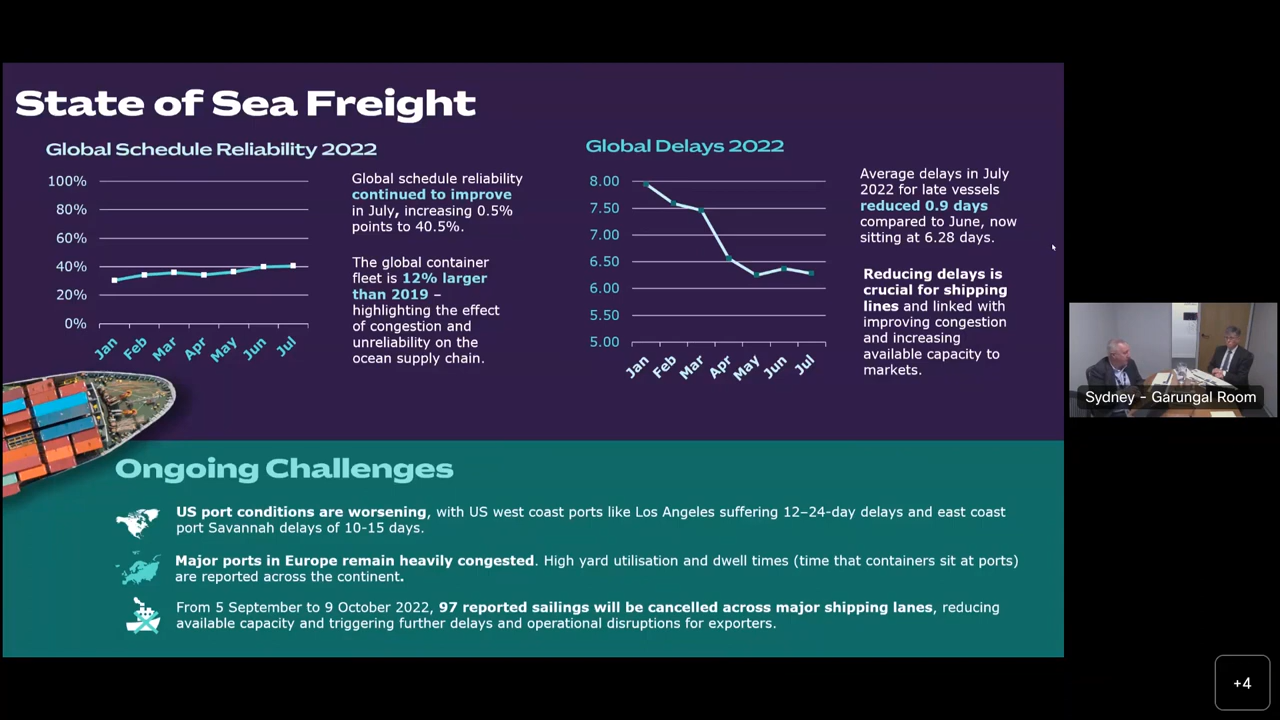 State of Sea Freight
Global Schedule Reliability 2022
100%
80%
60%
40%
20%
0%
Jan
Feb
Mar
Apr
May
Jun
Jul
Global schedule reliability
continued to improve
in July, increasing 0.5%
points to 40.5%.
The global container
fleet is 12% larger
than 2019 –
highlighting the effect
of congestion and
unreliability on the
ocean supply chain.
Global Delays 2022
8.00
7.50
7.00
6.50
6.00
5.50
5.00
Jan
Feb
Mar
Apr
May
Jun
Jul
Average delays in July
2022 for late vessels
reduced 0.9 days
compared to June, now
sitting at 6.28 days.
Reducing delays is
crucial for shipping
lines and linked with
improving congestion
and increasing
available capacity to
markets.
Sydney - Garungal Room
Ongoing Challenges
US port conditions are worsening, with US west coast ports like Los Angeles suffering 12–24-day delays and east coast
port Savannah delays of 10-15 days.
Major ports in Europe remain heavily congested. High yard utilisation and dwell times (time that containers sit at ports)
are reported across the continent.
From 5 September to 9 October 2022, 97 reported sailings will be cancelled across major shipping lanes, reducing
available capacity and triggering further delays and operational disruptions for exporters.
+4